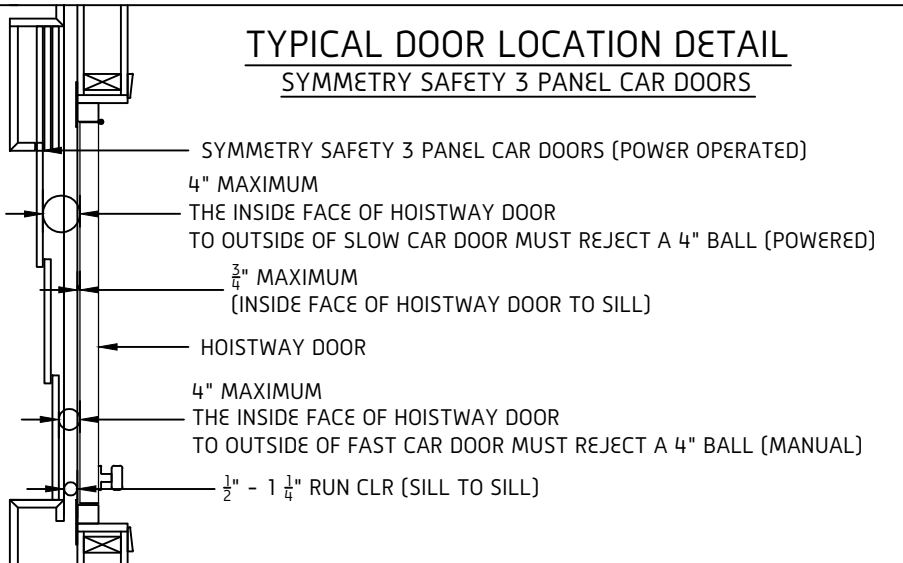 TYPICAL DOOR LOCATION DETAIL
SYMMETRY SAFETY 3 PANEL CAR DOORS
SYMMETRY SAFETY 3 PANEL CAR DOORS (POWER OPERATED)
4" MAXIMUM
THE INSIDE FACE OF HOISTWAY DOOR
TO OUTSIDE OF SLOW CAR DOOR MUST REJECT A 4" BALL (POWERED)
3/4" MAXIMUM
(INSIDE FACE OF HOISTWAY DOOR TO SILL)
HOISTWAY DOOR
4" MAXIMUM
THE INSIDE FACE OF HOISTWAY DOOR
TO OUTSIDE OF FAST CAR DOOR MUST REJECT A 4" BALL (MANUAL)
1/2" - 1 1/4" RUN CLR (SILL TO SILL)